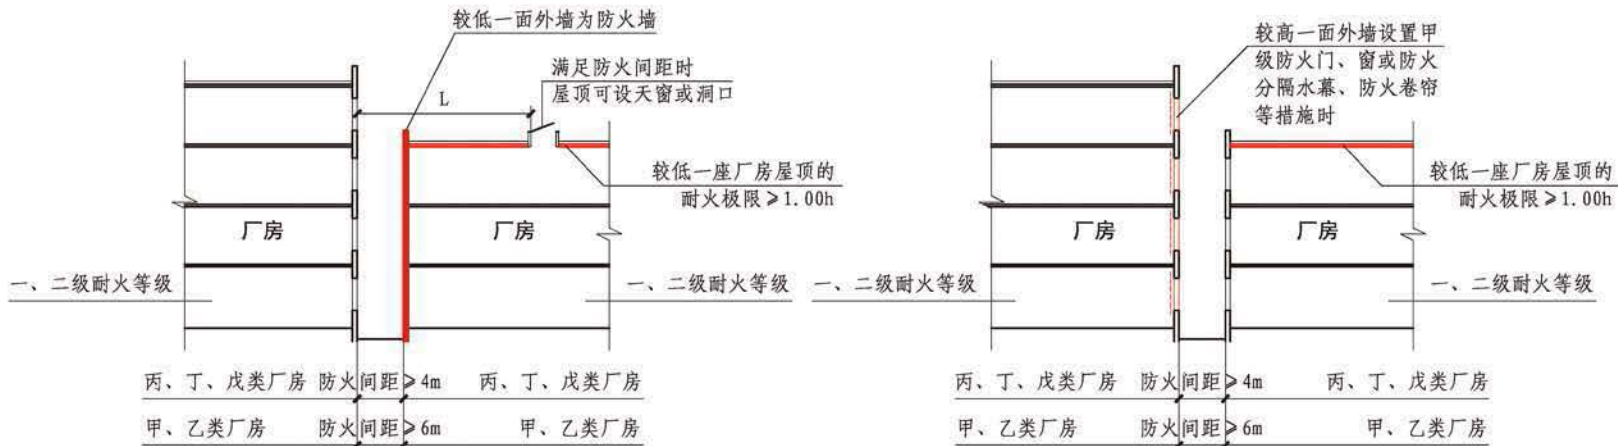 较低一面外墙为防火墙
满足防火间距时
屋顶可设天窗或洞口
L
较低一座厂房屋顶的
耐火极限≥1.00h
厂房
厂房
一、二级耐火等级
一、二级耐火等级
丙、丁、戊类厂房 防火间距≥4m 丙、丁、戊类厂房
甲、乙类厂房 防火间距≥6m 甲、乙类厂房
较高一面外墙设置甲
级防火门、窗或防火
分隔水幕、防火卷帘
等措施时
较低一座厂房屋顶的
耐火极限≥1.00h
厂房
厂房
一、二级耐火等级
一、二级耐火等级
丙、丁、戊类厂房 防火间距≥4m 丙、丁、戊类厂房
甲、乙类厂房 防火间距≥6m 甲、乙类厂房